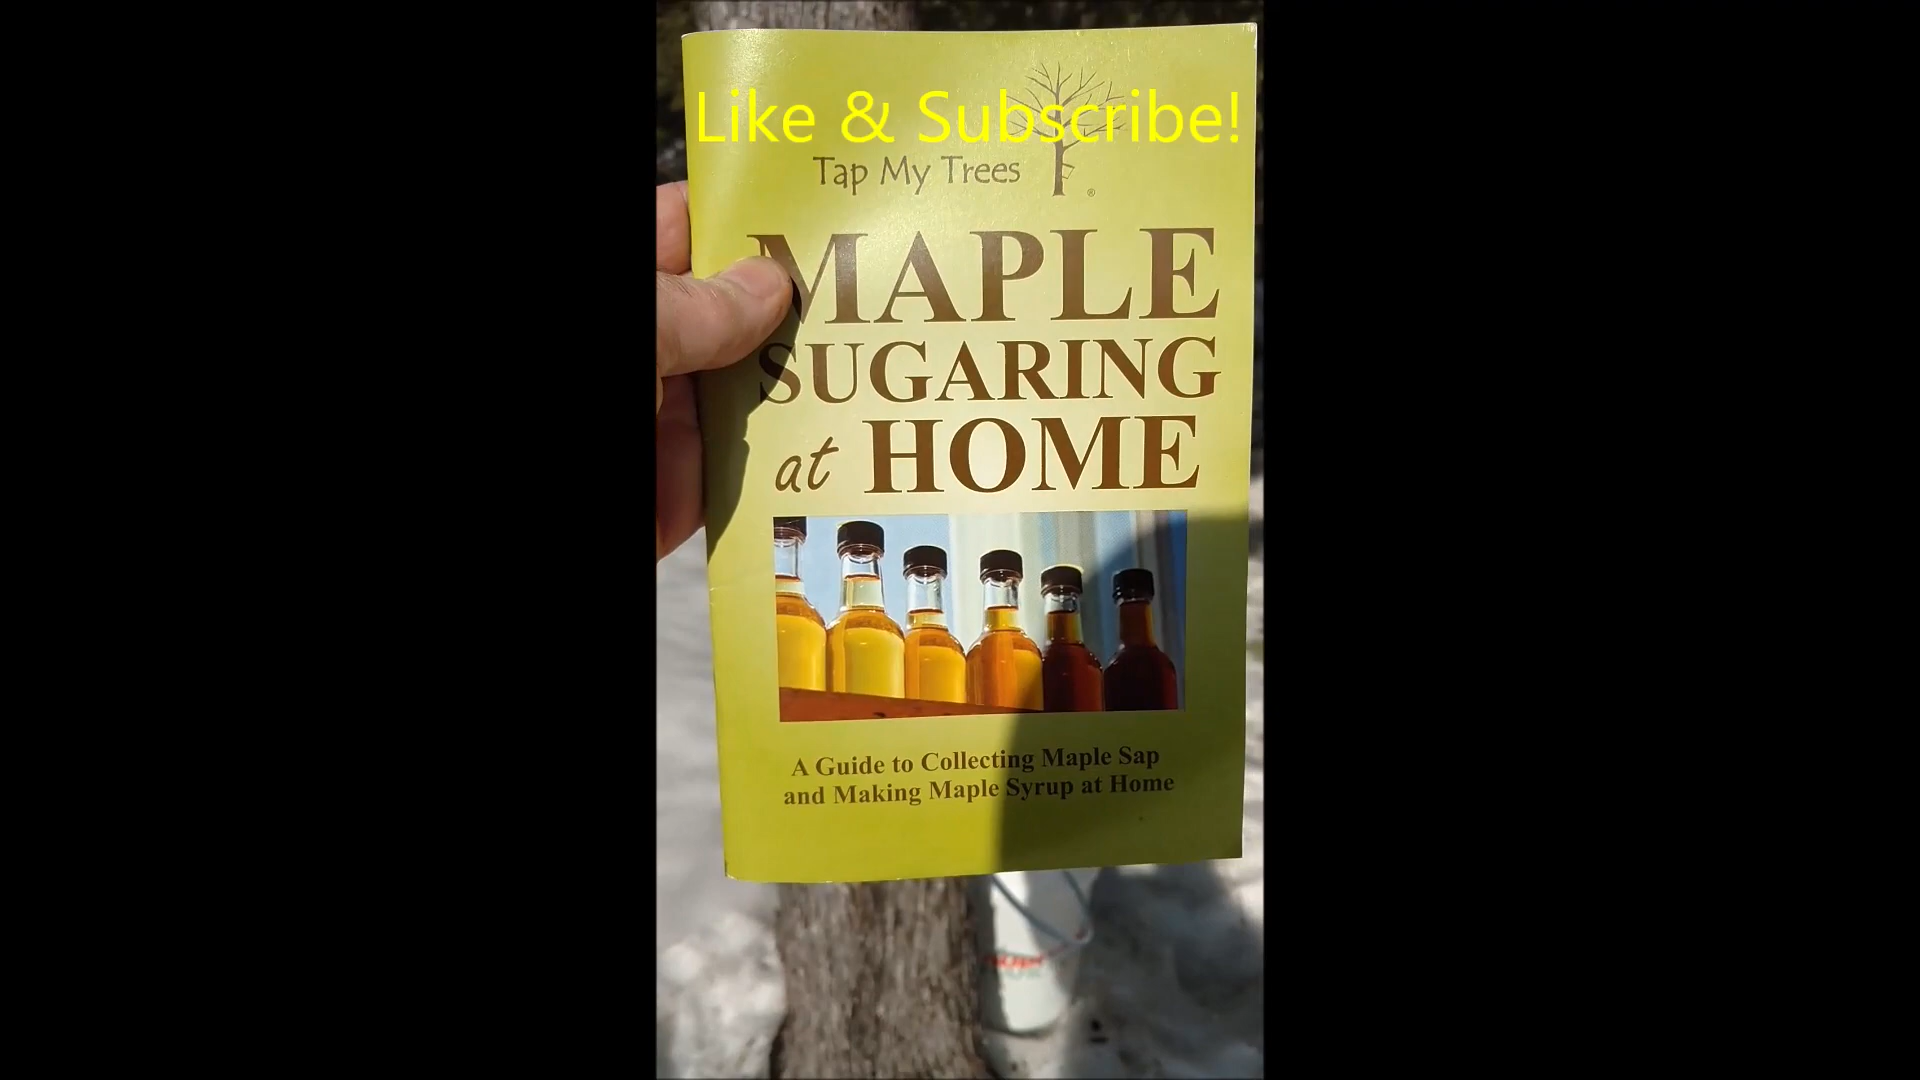 Like & Subscribe!
Tap My Trees
®
MAPLE
SUGARING
at HOME
A Guide to Collecting Maple Sap
and Making Maple Syrup at Home